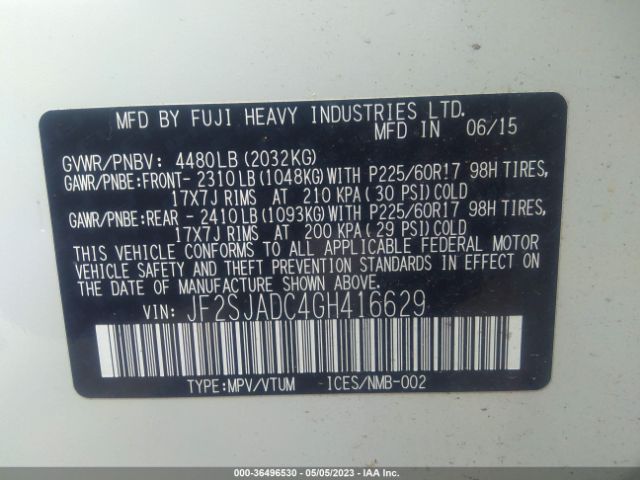 MFD BY FUJI HEAVY INDUSTRIES LTD.
MFD IN 06/15
GVWR/PNBV: 4480LB(2032KG)
GAWR/PNBE:FRONT- 2310LB(1048KG)WITH P225/60R17 98H TIRES,
17X7J RIMS AT 210 KPA(30 PSI)COLD
GAWR/PNBE:REAR - 2410LB(1093KG)WITH P225/60R17 98H TIRES,
17X7J RIMS AT 200 KPA(29 PSI)COLD
THIS VEHICLE CONFORMS TO ALL APPLICABLE FEDERAL MOTOR
VEHICLE SAFETY AND THEFT PREVENTION STANDARDS IN EFFECT ON
THE DATE OF MANUFACTURE SHOWN ABOVE.
VIN: JF2SJADC4GH416629
TYPE:MPV/VTUM ICES/NMB-002
000-36496530 - 05/05/2023 - IAA Inc.